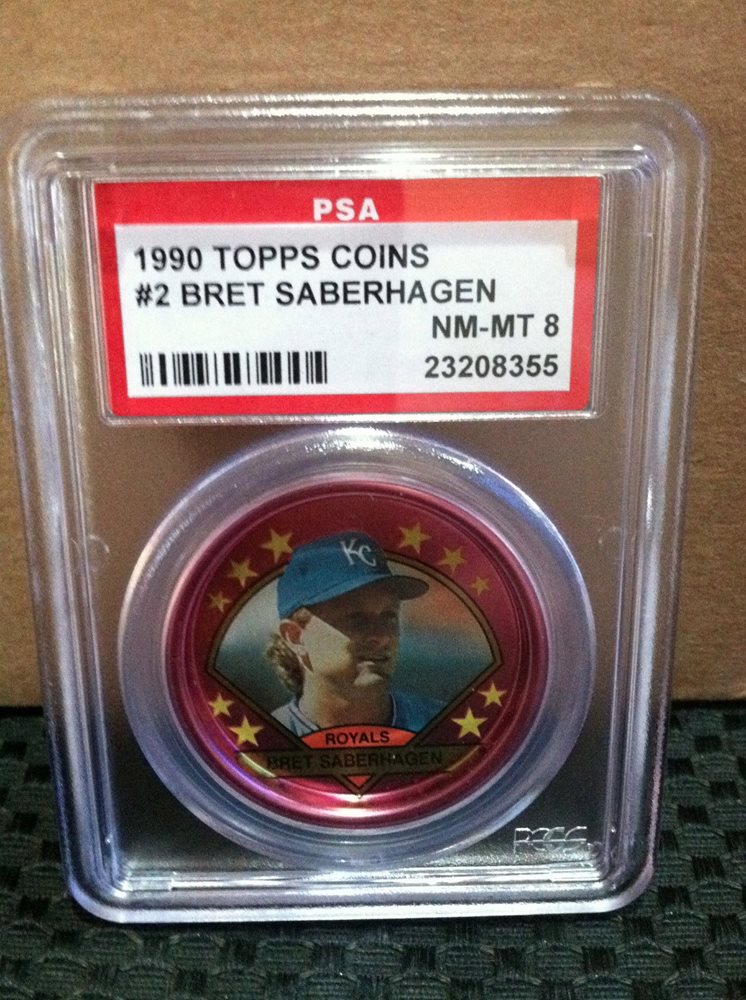 PSA
1990 TOPPS COINS
#2 BRET SABERHAGEN
NM-MT 8
23208355
KC
ROYALS
BRET SABERHAGEN